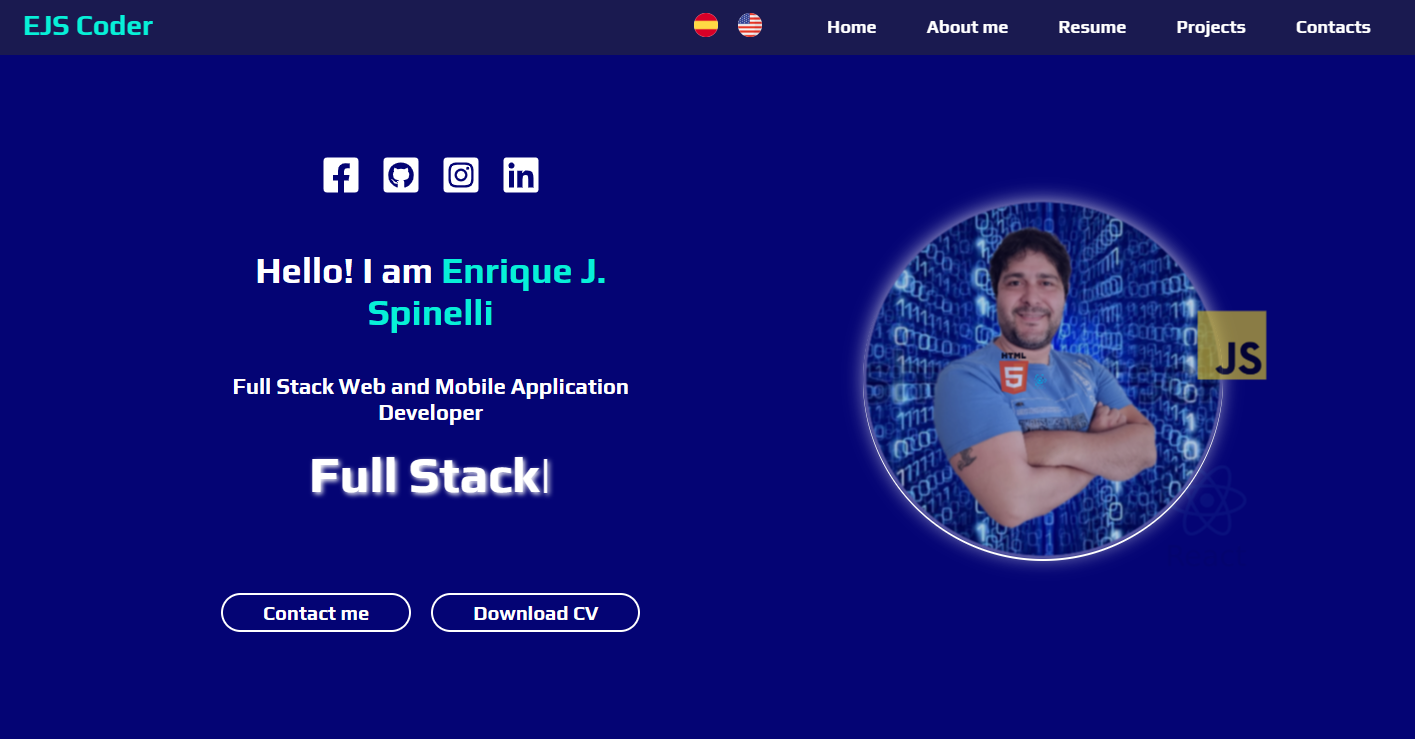 EJS Coder
Home About me Resume Projects Contacts
Hello! I am Enrique J.
Spinelli
Full Stack Web and Mobile Application
Developer
Full Stack
Contact me Download CV
HTML
5
JS